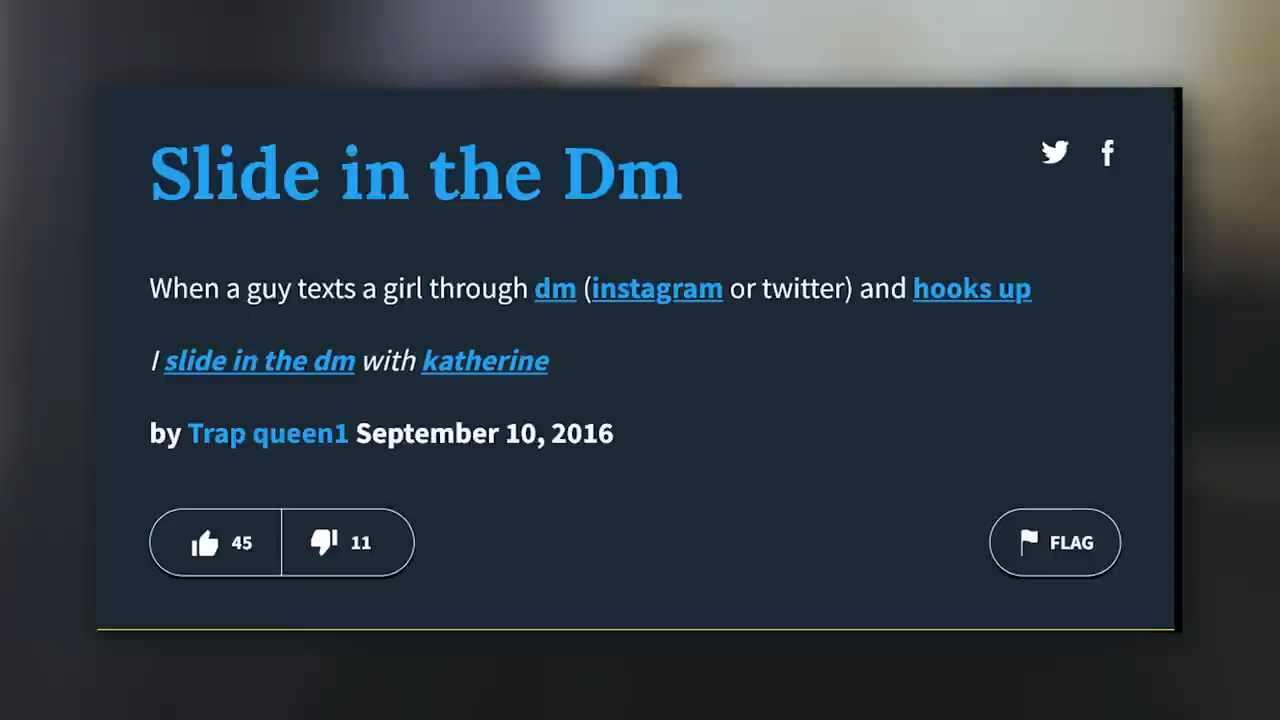 Slide in the Dm
When a guy texts a girl through dm (instagram or twitter) and hooks up
I slide in the dm with katherine
by Trap queen1 September 10, 2016
45 11 FLAG